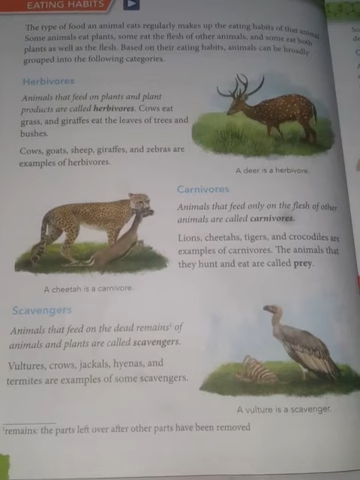 EATING HABITS
The type of food an animal eats regularly makes up the eating habits of that animal.
Some animals eat plants, some eat the flesh of other animals, and some eat both
plants as well as the flesh. Based on their eating habits, animals can be broadly
grouped into the following categories.
Herbivores
Animals that feed on plants and plant
products are called herbivores. Cows eat
grass, and giraffes eat the leaves of trees and
bushes.
Cows, goats, sheep, giraffes, and zebras are
examples of herbivores.
A deer is a herbivore.
Carnivores
Animals that feed only on the flesh of other
animals are called carnivores.
Lions, cheetahs, tigers, and crocodiles are
examples of carnivores. The animals that
they hunt and eat are called prey.
A cheetah is a carnivore.
Scavengers
Animals that feed on the dead remains¹ of
animals and plants are called scavengers.
Vultures, crows, jackals, hyenas, and
termites are examples of some scavengers.
A vulture is a scavenger.
¹remains: the parts left over after other parts have been removed